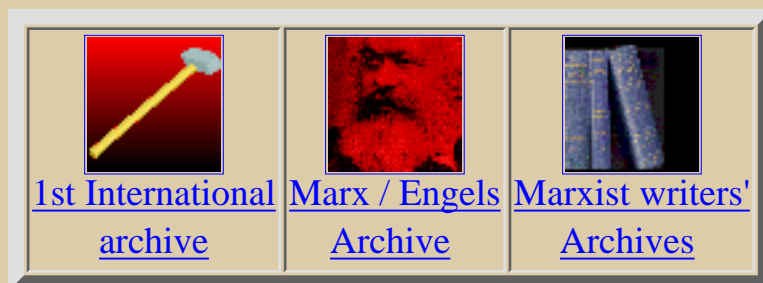 1st International
archive
Marx / Engels
Archive
Marxist writers'
Archives